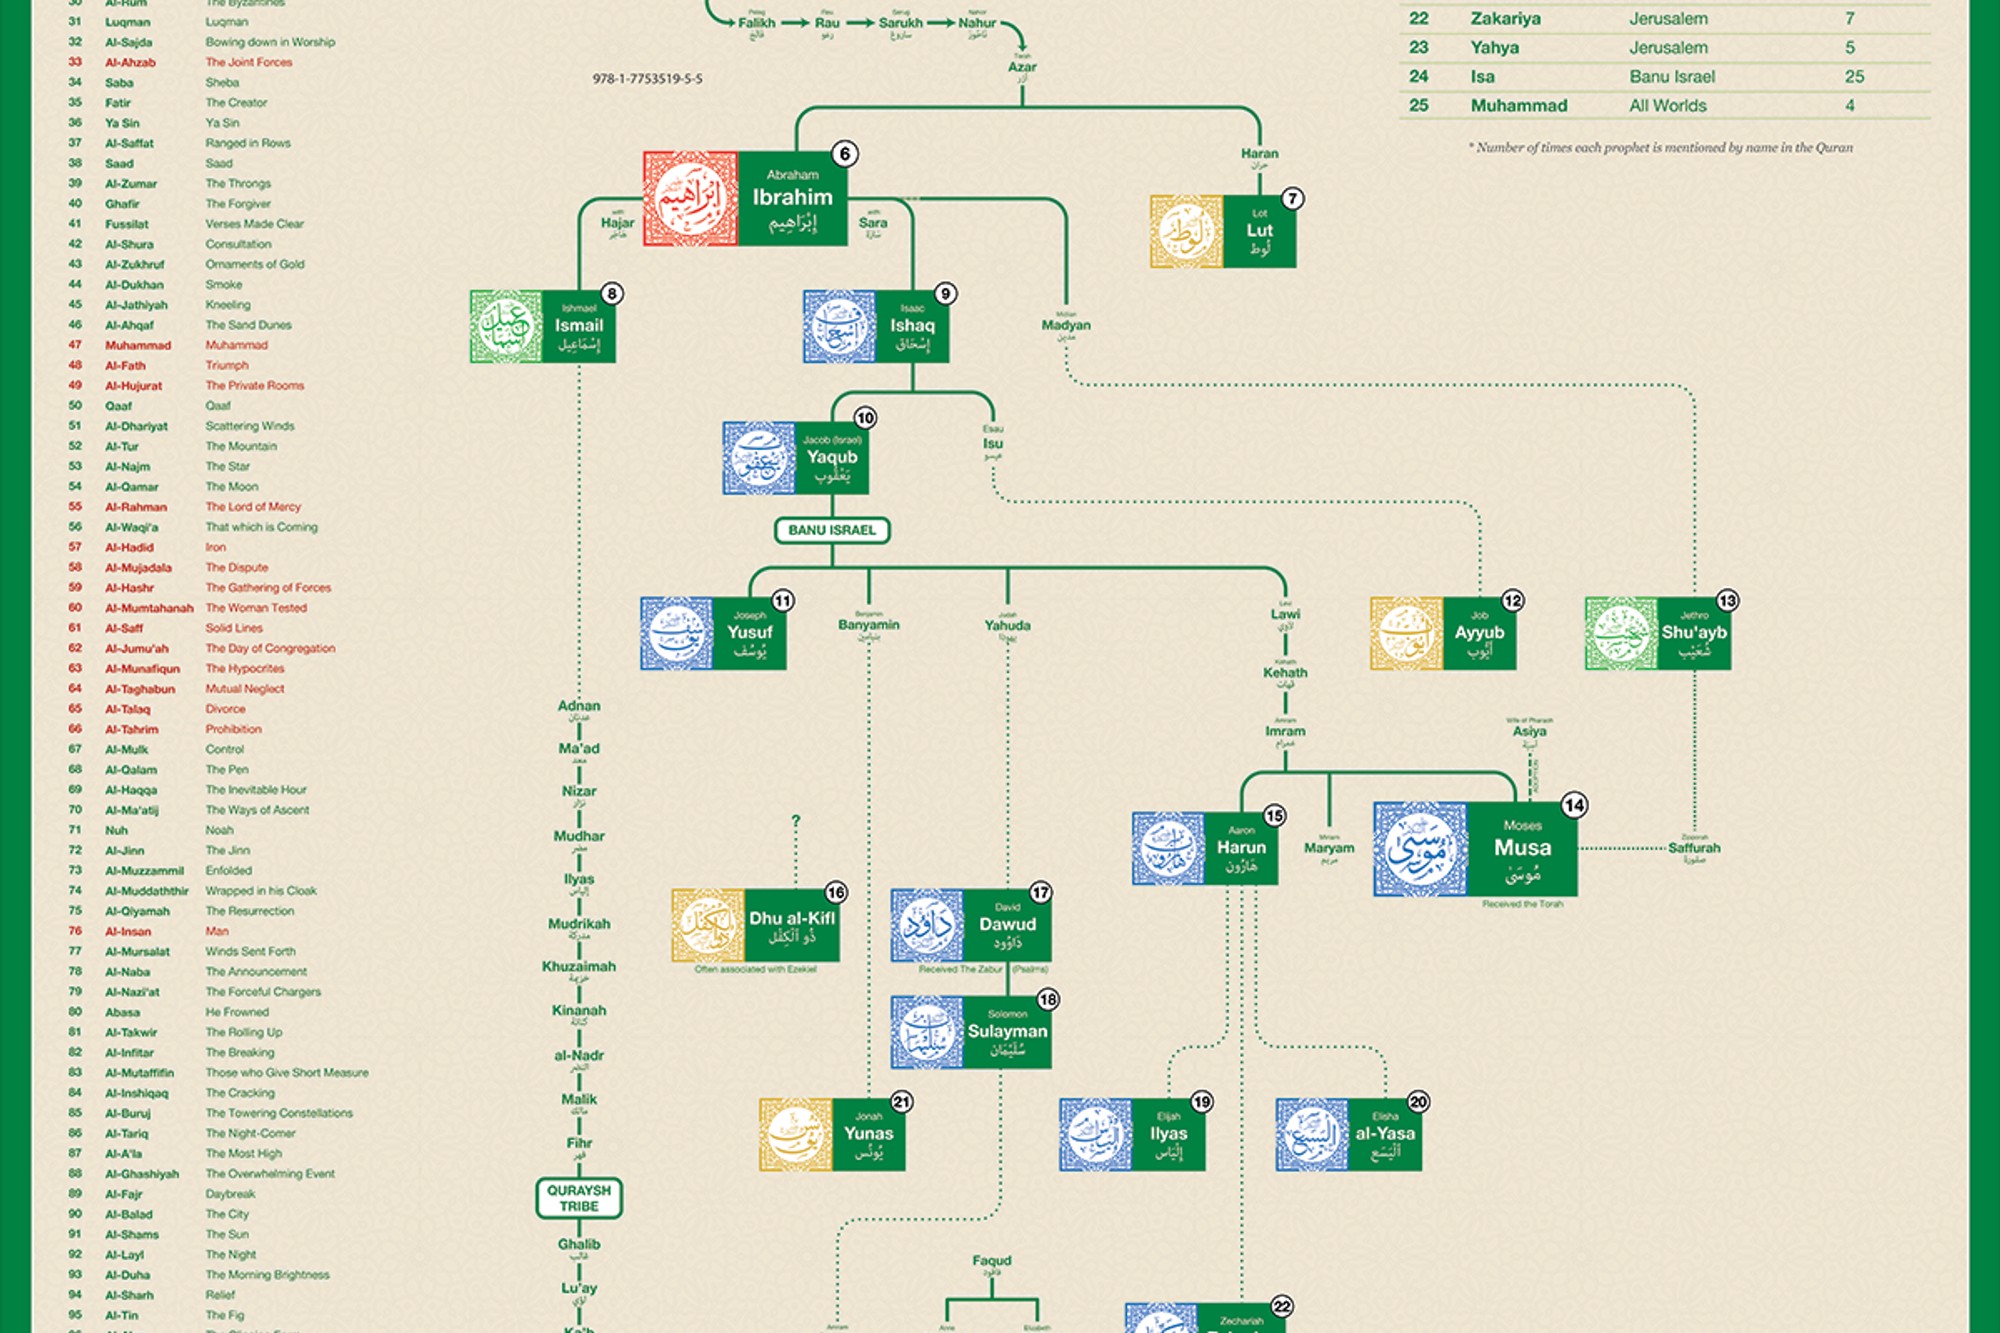 30 Al-Rum The Byzantines
31 Luqman Luqman
32 Al-Sajda Bowing down in Worship
33 Al-Ahzab The Joint Forces
34 Saba Sheba
35 Fatir The Creator
36 Ya Sin Ya Sin
37 Al-Saffat Ranged in Rows
38 Saad Saad
39 Al-Zumar The Throngs
40 Ghafir The Forgiver
41 Fussilat Verses Made Clear
42 Al-Shura Consultation
43 Al-Zukhruf Ornaments of Gold
44 Al-Dukhan Smoke
45 Al-Jathiyah Kneeling
46 Al-Ahqaf The Sand Dunes
47 Muhammad Muhammad
48 Al-Fath Triumph
49 Al-Hujurat The Private Rooms
50 Qaaf Qaaf
51 Al-Dhariyat Scattering Winds
52 Al-Tur The Mountain
53 Al-Najm The Star
54 Al-Qamar The Moon
55 Al-Rahman The Lord of Mercy
56 Al-Waqi'a That which is Coming
57 Al-Hadid Iron
58 Al-Mujadala The Dispute
59 Al-Hashr The Gathering of Forces
60 Al-Mumtahanah The Woman Tested
61 Al-Saff Solid Lines
62 Al-Jumu'ah The Day of Congregation
63 Al-Munafiqun The Hypocrites
64 Al-Taghabun Mutual Neglect
65 Al-Talaq Divorce
66 Al-Tahrim Prohibition
67 Al-Mulk Control
68 Al-Qalam The Pen
69 Al-Haqqa The Inevitable Hour
70 Al-Ma'atij The Ways of Ascent
71 Nuh Noah
72 Al-Jinn The Jinn
73 Al-Muzzammil Enfolded
74 Al-Muddaththir Wrapped in his Cloak
75 Al-Qiyamah The Resurrection
76 Al-Insan Man
77 Al-Mursalat Winds Sent Forth
78 Al-Naba The Announcement
79 Al-Nazi'at The Forceful Chargers
80 Abasa He Frowned
81 Al-Takwir The Rolling Up
82 Al-Infitar The Breaking
83 Al-Mutaffifin Those who Give Short Measure
84 Al-Inshiqaq The Cracking
85 Al-Buruj The Towering Constellations
86 Al-Tariq The Night-Comer
87 Al-A'la The Most High
88 Al-Ghashiyah The Overwhelming Event
89 Al-Fajr Daybreak
90 Al-Balad The City
91 Al-Shams The Sun
92 Al-Layl The Night
93 Al-Duha The Morning Brightness
94 Al-Sharh Relief
95 Al-Tin The Fig
Falikh
Rau
Sarukh
Nahur
Azar
978-1-7753519-5-5
22 Zakariya Jerusalem 7
23 Yahya Jerusalem 5
24 Isa Banu Israel 25
25 Muhammad All Worlds 4
* Number of times each prophet is mentioned by name in the Quran
6
Abraham
Ibrahim
إِبْرَاهِيم
Haran
حران
7
Lot
Lut
لُوط
with
Hajar
هاجر
with
Sara
سارة
8
Ishmael
Ismail
إِسْمَاعِيل
9
Isaac
Ishaq
إِسْحَاق
Midian
Madyan
مدين
10
Jacob (Israel)
Yaqub
يَعْقُوب
Esau
Isu
عيسو
BANU ISRAEL
11
Joseph
Yusuf
يُوسُف
Benjamin
Banyamin
بنيامين
Judah
Yahuda
يهوذا
Levi
Lawi
لاوي
Kehath
Imram
12
Job
Ayyub
أَيُّوب
13
Jethro
Shu'ayb
شُعَيْب
Wife of Pharaoh
Asiya
آسية
15
Aaron
Harun
هَارُون
Miriam
Maryam
مريم
14
Moses
Musa
مُوسَىٰ
Received the Torah
Saffurah
صفورة
?
16
Dhu al-Kifl
ذُو ٱلْكِفْل
Often associated with Ezekiel
17
David
Dawud
دَاوُود
Received The Zabur (Psalms)
18
Solomon
Sulayman
سُلَيْمَان
21
Jonah
Yunas
يُونُس
19
Elijah
Ilyas
إِلْيَاس
20
Elisha
al-Yasa
ٱلْيَسَع
Adnan
عدنان
Ma'ad
معد
Nizar
نزار
Mudhar
مضر
Ilyas
إلياس
Mudrikah
مدركة
Khuzaimah
خزيمة
Kinanah
كنانة
al-Nadr
النضر
Malik
مالك
Fihr
فهر
QURAYSH
TRIBE
Ghalib
غالب
Lu'ay
لؤي
Ka'b
Faqud
فاقود
Amram
Anne
Elizabeth
22
Zechariah